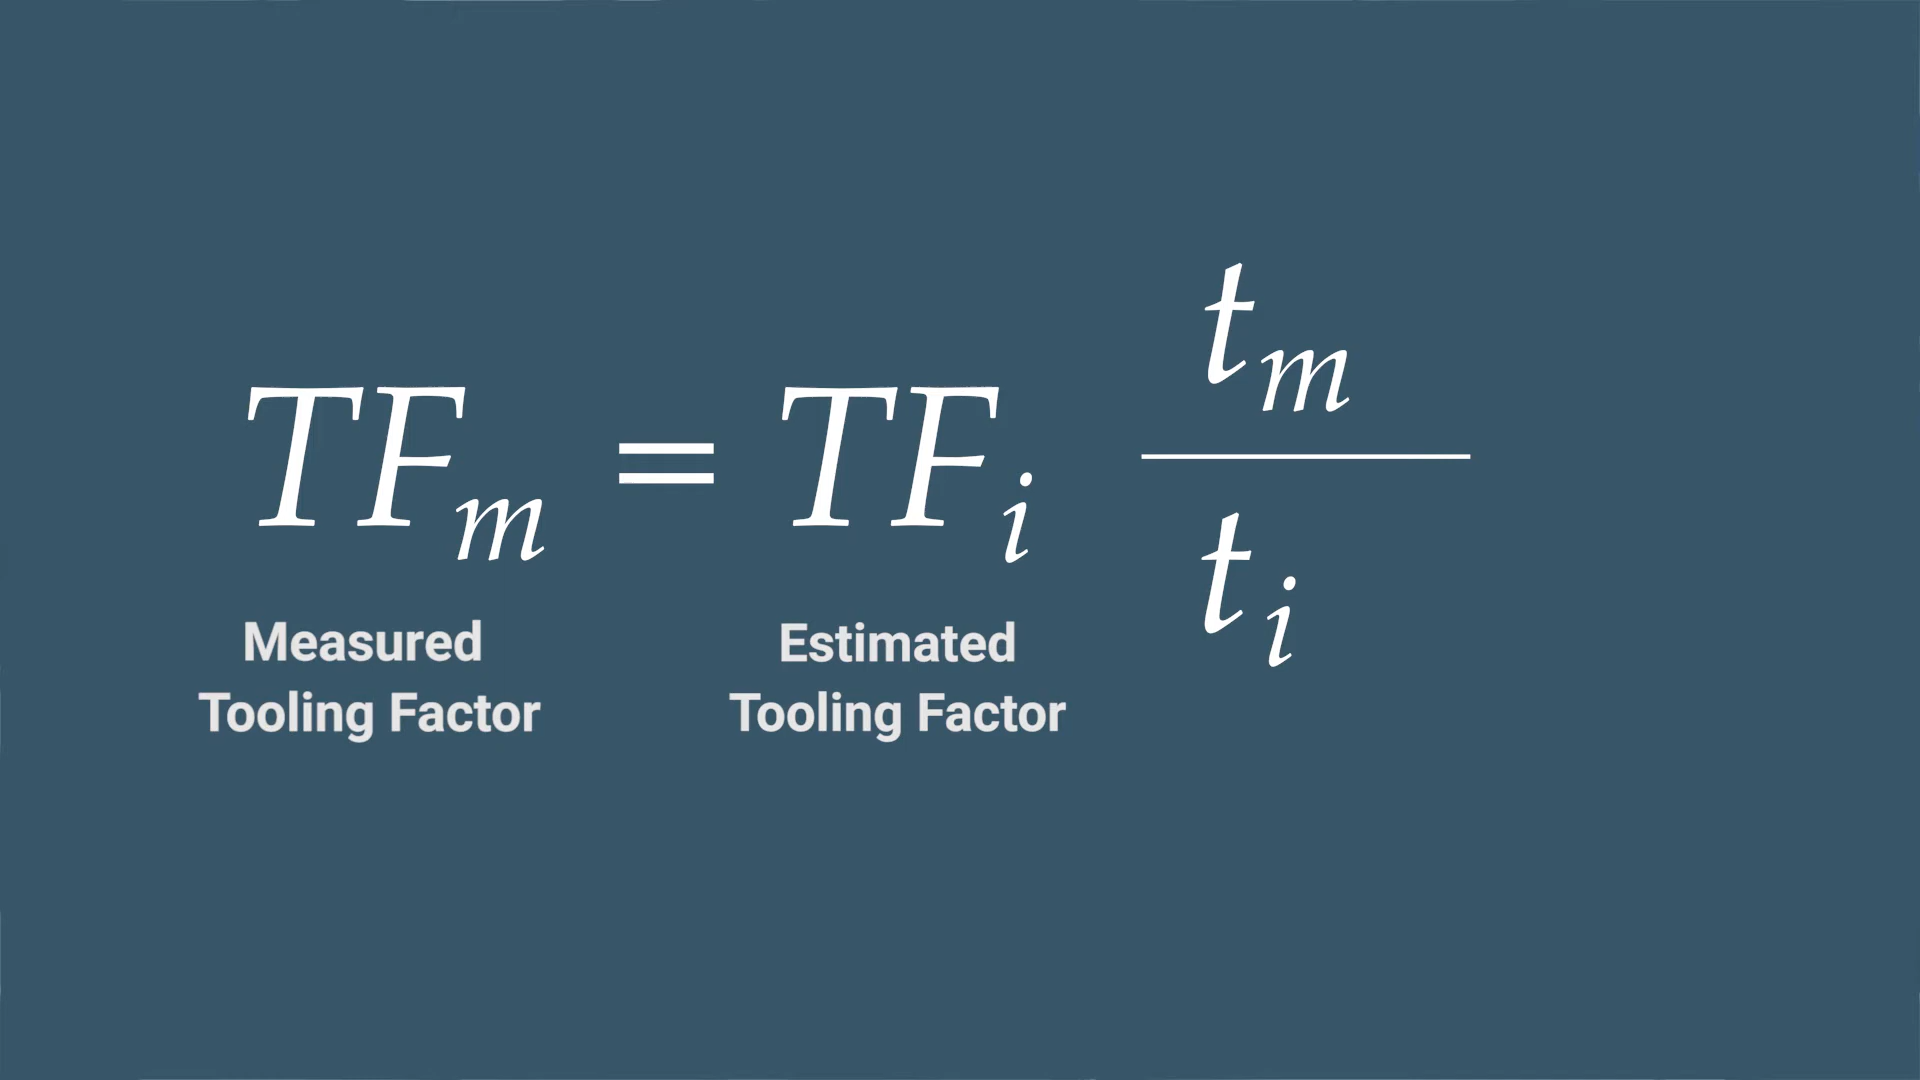 TFₘ = TFᵢ tₘ / tᵢ
Measured Estimated
Tooling Factor Tooling Factor